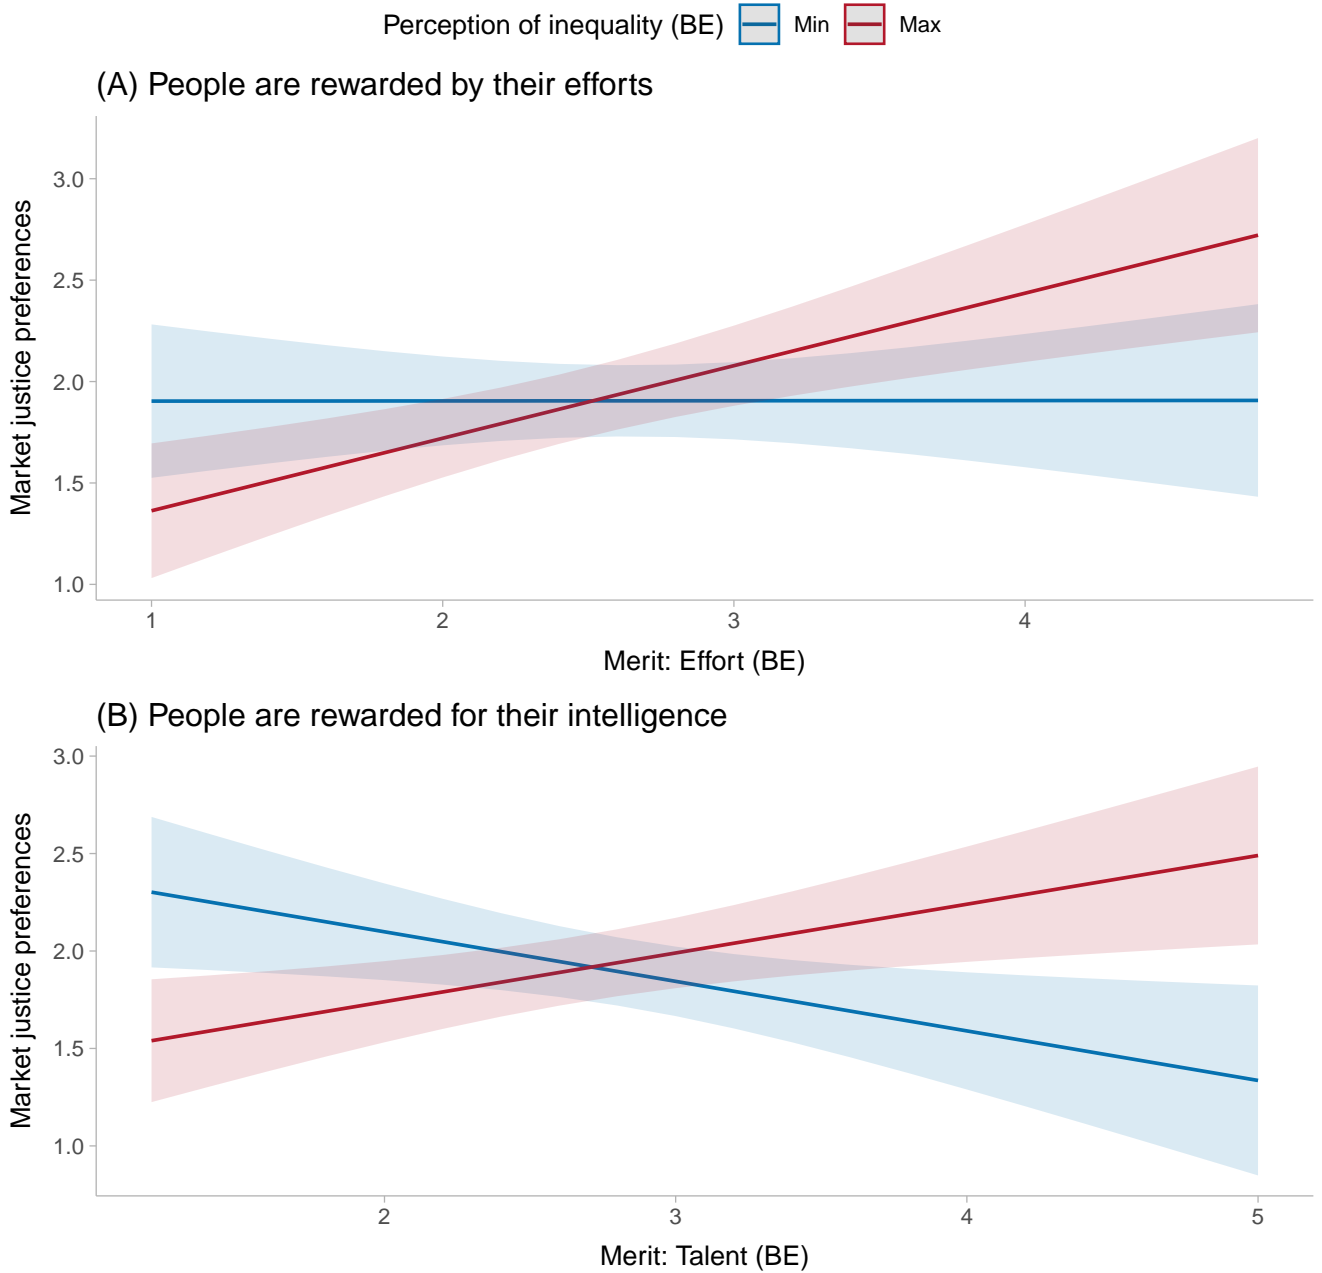 Perception of inequality (BE) Min Max
(A) People are rewarded by their efforts
Market justice preferences
3.0
2.5
2.0
1.5
1.0
1 2 3 4
Merit: Effort (BE)
(B) People are rewarded for their intelligence
Market justice preferences
3.0
2.5
2.0
1.5
1.0
2 3 4 5
Merit: Talent (BE)